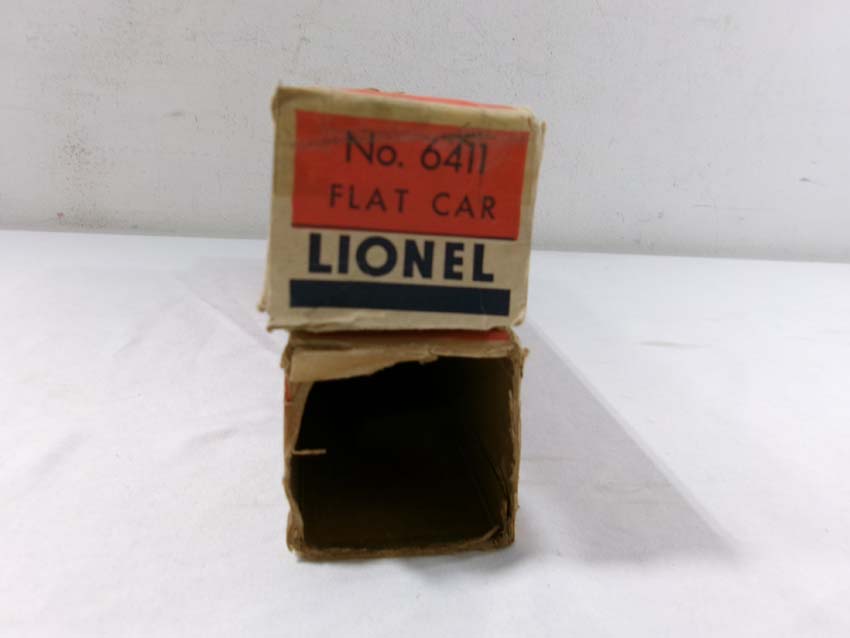 No. 6411
FLAT CAR
LIONEL